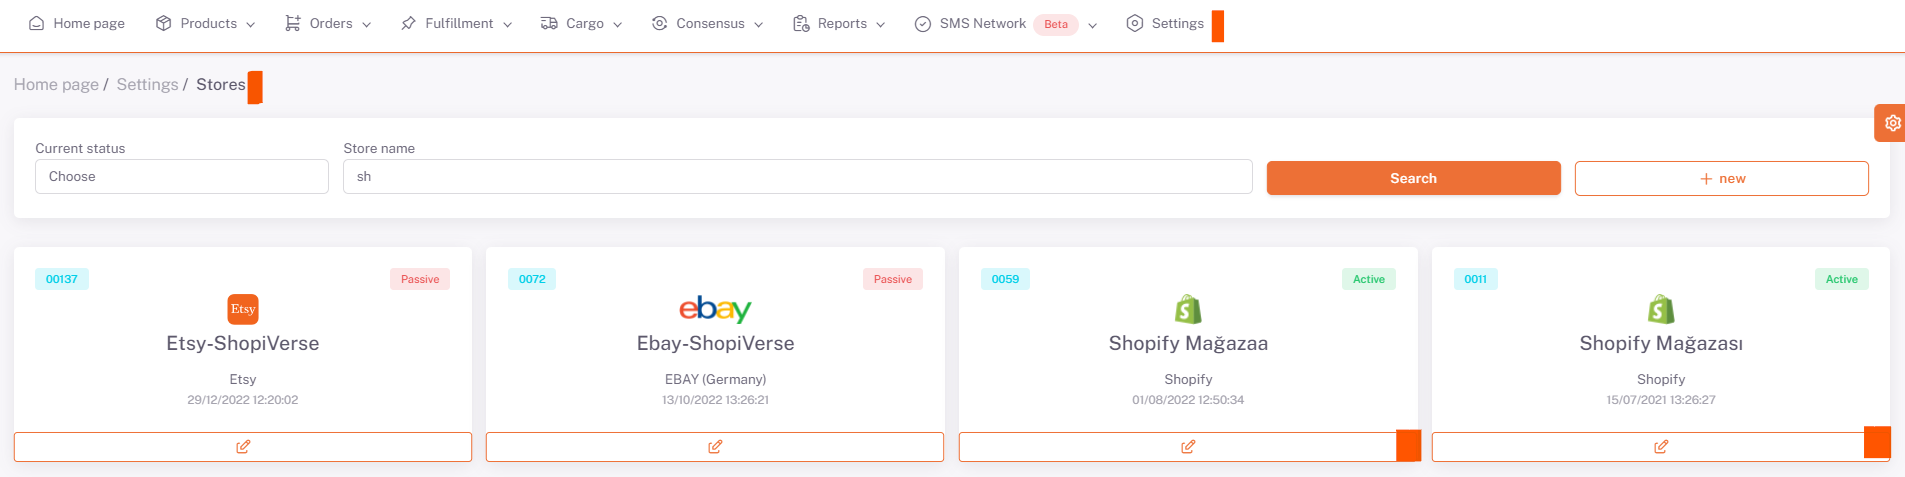 Home page Products Orders Fulfillment Cargo Consensus Reports SMS Network Beta Settings
Home page / Settings / Stores
Current status Store name
Choose sh Search + new
00137 Passive 0072 Passive 0059 Active 0011 Active
Etsy ebay
Etsy-ShopiVerse Ebay-ShopiVerse Shopify Mağazaa Shopify Mağazası
Etsy EBAY (Germany) Shopify Shopify
29/12/2022 12:20:02 13/10/2022 13:26:21 01/08/2022 12:50:34 15/07/2021 13:26:27